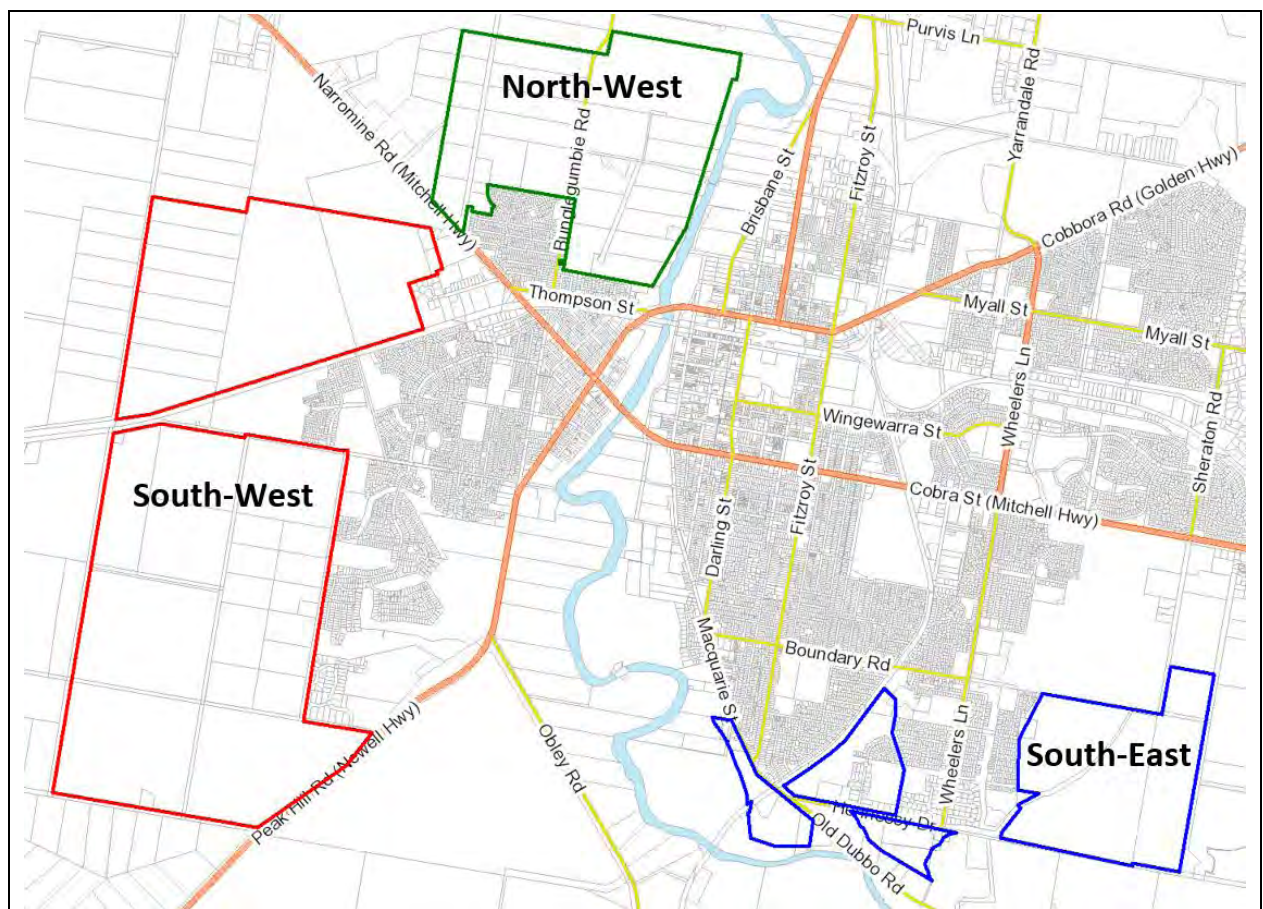 Purvis Ln
North-West
Narromine Rd (Mitchell Hwy)
Bunglegumbie Rd
Brisbane St
Fitzroy St
Yarrandale Rd
Cobbora Rd (Golden Hwy)
Thompson St
Myall St
Myall St
Wheelers Ln
Sheraton Rd
Wingewarra St
South-West
Darling St
Fitzroy St
Cobra St (Mitchell Hwy)
Macquarie St
Boundary Rd
Peak Hill Rd (Newell Hwy)
Obley Rd
Wheelers Ln
South-East
Hennessy Dr
Old Dubbo Rd